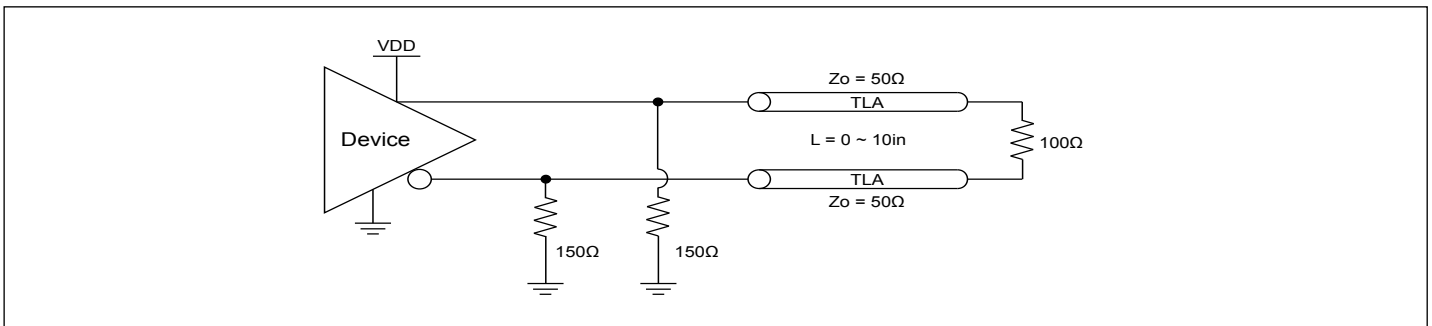 VDD
Zo = 50Ω
TLA
Device
L = 0 ~ 10in
100Ω
TLA
Zo = 50Ω
150Ω
150Ω